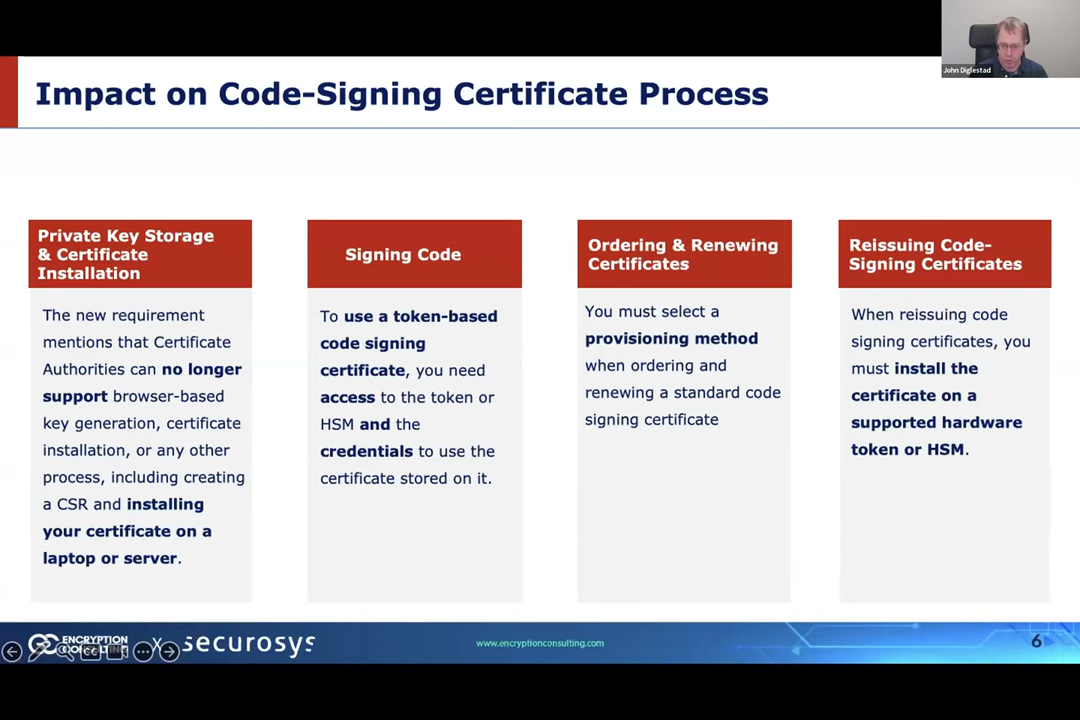 John Diglestad
Impact on Code-Signing Certificate Process
Private Key Storage
& Certificate
Installation
The new requirement
mentions that Certificate
Authorities can no longer
support browser-based
key generation, certificate
installation, or any other
process, including creating
a CSR and installing
your certificate on a
laptop or server.
Signing Code
To use a token-based
code signing
certificate, you need
access to the token or
HSM and the
credentials to use the
certificate stored on it.
Ordering & Renewing
Certificates
You must select a
provisioning method
when ordering and
renewing a standard code
signing certificate
Reissuing Code-
Signing Certificates
When reissuing code
signing certificates, you
must install the
certificate on a
supported hardware
token or HSM.
ENCRYPTION
CONSULTING
X securosys
www.encryptionconsulting.com
6